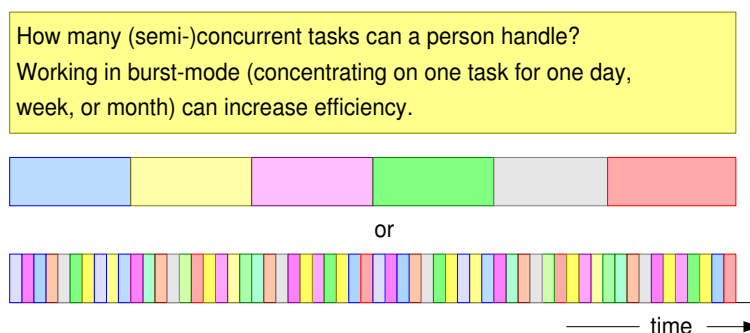 How many (semi-)concurrent tasks can a person handle?
Working in burst-mode (concentrating on one task for one day,
week, or month) can increase efficiency.
or
time